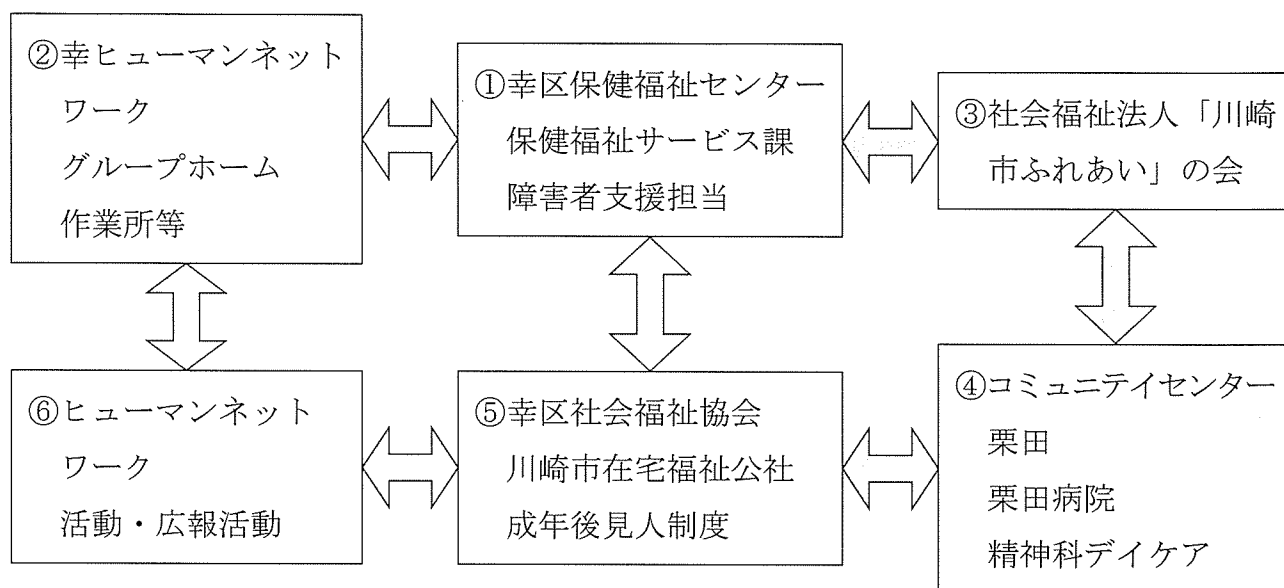 ②幸ヒューマンネット
ワーク
グループホーム
作業所等
①幸区保健福祉センター
保健福祉サービス課
障害者支援担当
③社会福祉法人「川崎
市ふれあい」の会
⑥ヒューマンネット
ワーク
活動・広報活動
⑤幸区社会福祉協会
川崎市在宅福祉公社
成年後見人制度
④コミュニテイセンター
栗田
栗田病院
精神科デイケア